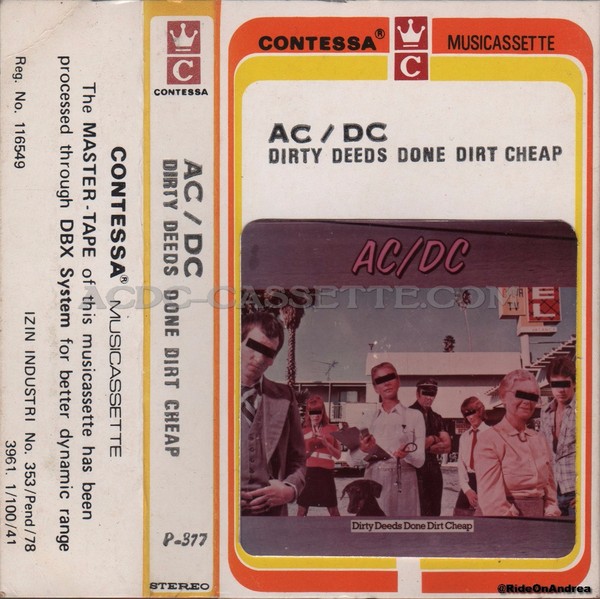 CONTESSA® MUSICASSETTE
The MASTER-TAPE of this musicassette has been
processed through DBX System for better dynamic range
Reg. No. 116549
IZIN INDUSTRI No. 353/Pend/78
3961. 1/100/41
C
CONTESSA
AC/DC
DIRTY DEEDS DONE DIRT CHEAP
P-377
STEREO
CONTESSA® C MUSICASSETTE
AC/DC
DIRTY DEEDS DONE DIRT CHEAP
AC/DC
EL
Dirty Deeds Done Dirt Cheap
ACDC-CASSETTE.COM
@RideOnAndrea